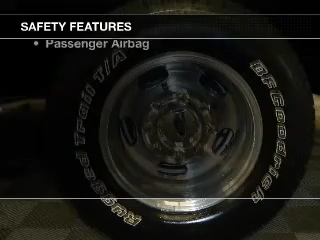 SAFETY FEATURES
• Passenger Airbag
Rugged Trail T/A
BFGoodrich